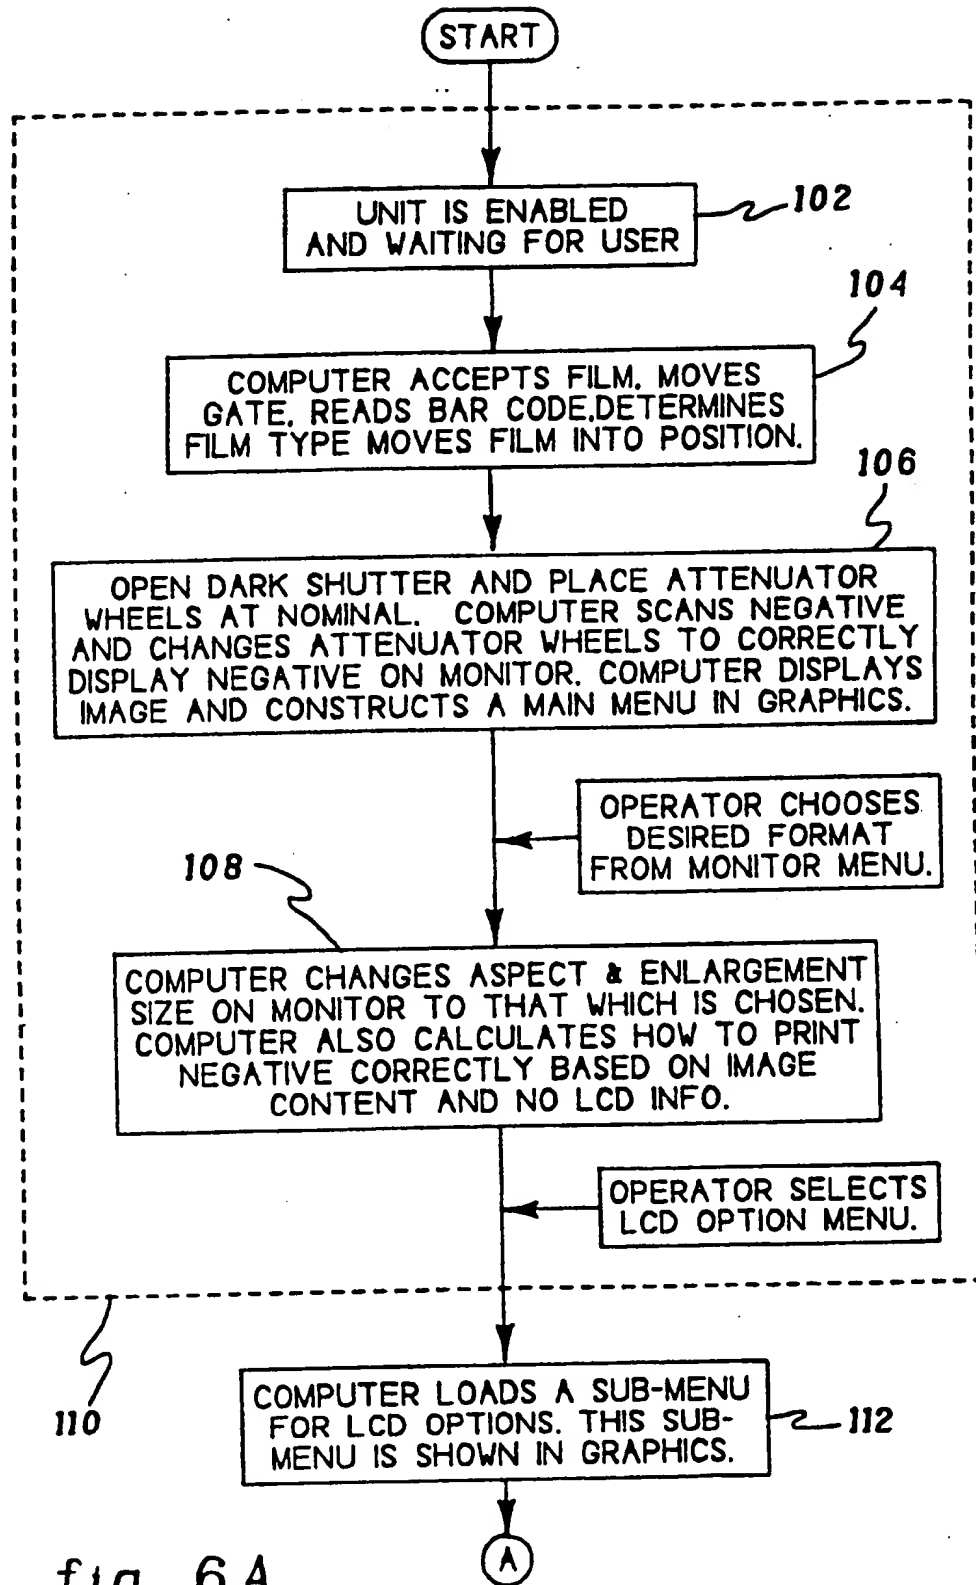 START
UNIT IS ENABLED
AND WAITING FOR USER
102
104
COMPUTER ACCEPTS FILM. MOVES
GATE. READS BAR CODE.DETERMINES
FILM TYPE MOVES FILM INTO POSITION.
106
OPEN DARK SHUTTER AND PLACE ATTENUATOR
WHEELS AT NOMINAL. COMPUTER SCANS NEGATIVE
AND CHANGES ATTENUATOR WHEELS TO CORRECTLY
DISPLAY NEGATIVE ON MONITOR. COMPUTER DISPLAYS
IMAGE AND CONSTRUCTS A MAIN MENU IN GRAPHICS.
OPERATOR CHOOSES
DESIRED FORMAT
FROM MONITOR MENU.
108
COMPUTER CHANGES ASPECT & ENLARGEMENT
SIZE ON MONITOR TO THAT WHICH IS CHOSEN.
COMPUTER ALSO CALCULATES HOW TO PRINT
NEGATIVE CORRECTLY BASED ON IMAGE
CONTENT AND NO LCD INFO.
OPERATOR SELECTS
LCD OPTION MENU.
110
COMPUTER LOADS A SUB-MENU
FOR LCD OPTIONS. THIS SUB-
MENU IS SHOWN IN GRAPHICS.
112
A
fig. 6A